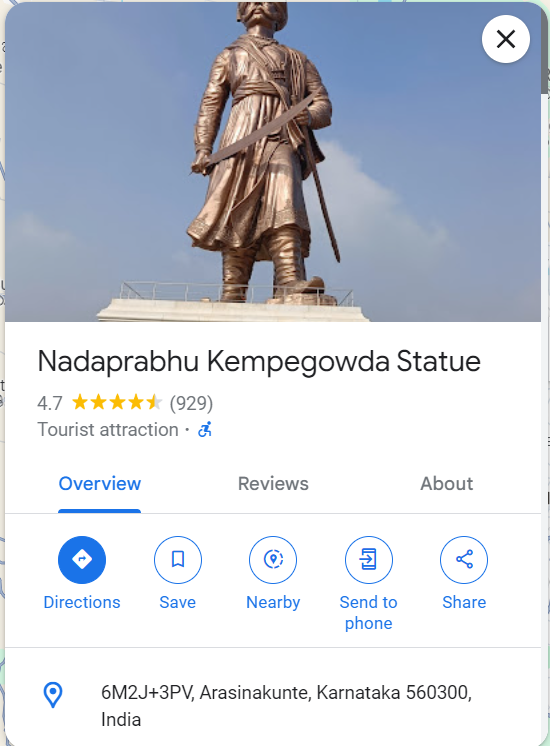 Nadaprabhu Kempegowda Statue
4.7 (929)
Tourist attraction ·
Overview Reviews About
Directions Save Nearby Send to phone Share
6M2J+3PV, Arasinakunte, Karnataka 560300,
India